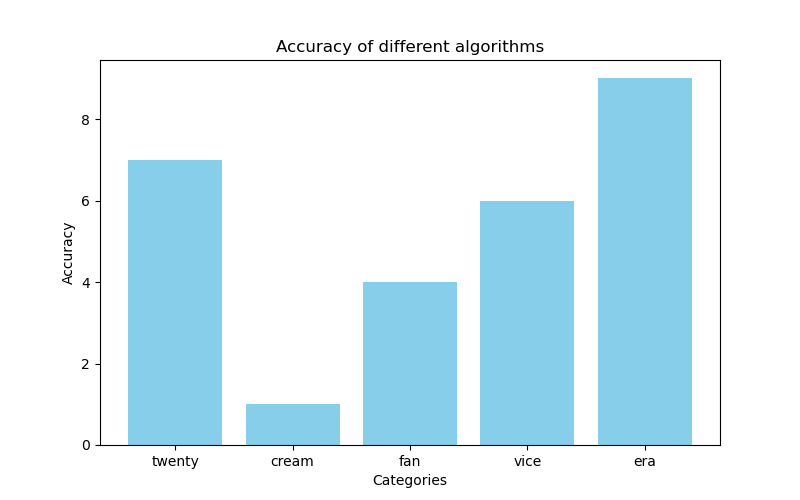 Accuracy of different algorithms
Accuracy
8
6
4
2
0
twenty cream fan vice era
Categories